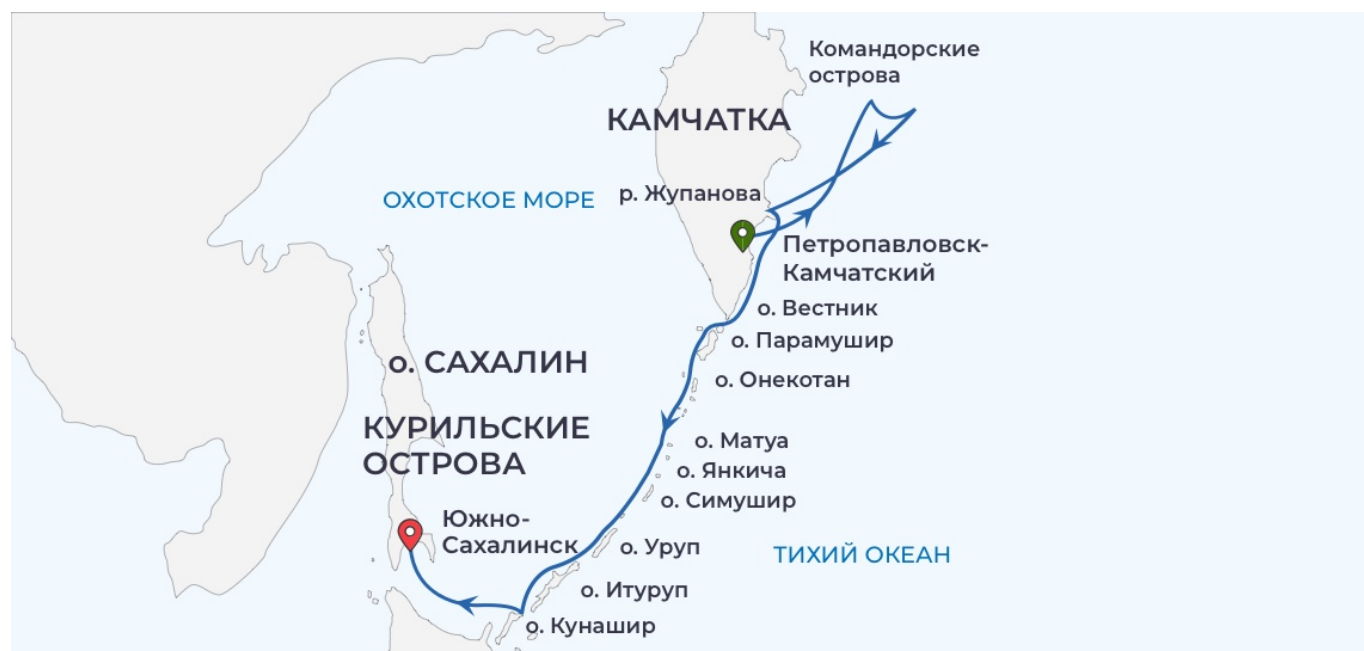 Командорские
острова
КАМЧАТКА
р. Жупанова
ОХОТСКОЕ МОРЕ
Петропавловск-
Камчатский
о. Вестник
о. Парамушир
о. САХАЛИН
о. Онекотан
КУРИЛЬСКИЕ
ОСТРОВА
о. Матуа
о. Янкича
о. Симушир
Южно-
Сахалинск
о. Уруп
ТИХИЙ ОКЕАН
о. Итуруп
о. Кунашир